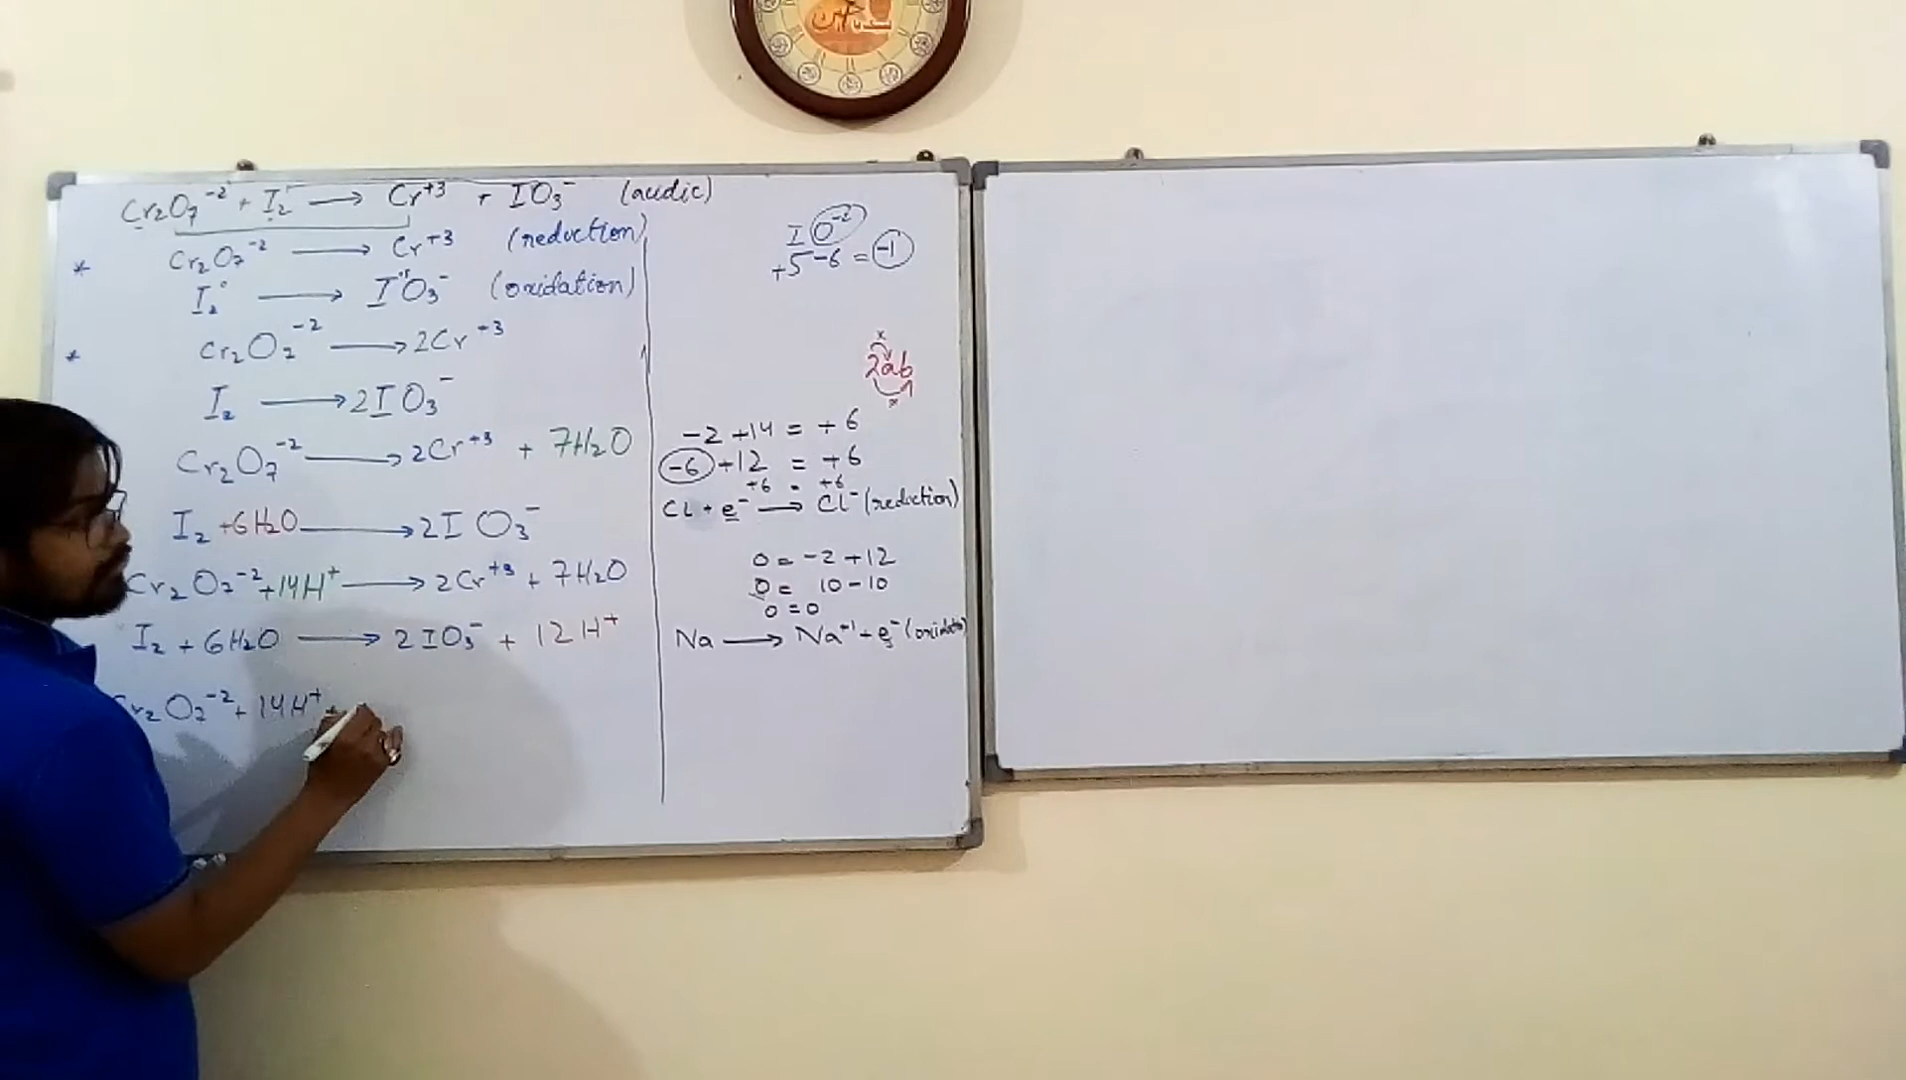 Cr₂O₇⁻² + I₂ ⟶ Cr⁺³ + IO₃⁻ (acidic)
* Cr₂O₇⁻² ⟶ Cr⁺³ (reduction)
I₂° ⟶ I⁺⁵O₃⁻ (oxidation)
* Cr₂O₇⁻² ⟶ 2Cr⁺³
I₂ ⟶ 2IO₃⁻
Cr₂O₇⁻² ⟶ 2Cr⁺³ + 7H₂O
I₂ + 6H₂O ⟶ 2IO₃⁻
Cr₂O₇⁻² + 14H⁺ ⟶ 2Cr⁺³ + 7H₂O
I₂ + 6H₂O ⟶ 2IO₃⁻ + 12H⁺
Cr₂O₇⁻² + 14H⁺ +
I O⁻²
+5 -6 = -1
2ab
-2 +14 = +6
-6 +12 = +6
+6 = +6
Cl + e⁻ ⟶ Cl⁻ (reduction)
0 = -2 +12
0 = 10 -10
0 = 0
Na ⟶ Na⁺¹ + e⁻ (oxidation)